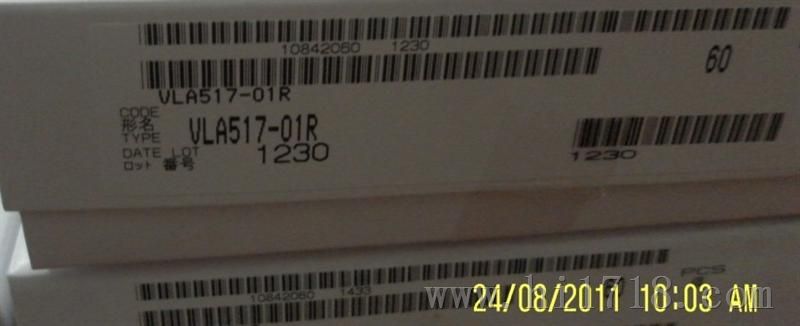 10842060 1230
60
VLA517-01R
CODE
形名
TYPE VLA517-01R
DATE LOT 1230
ロット 番号
1230
PCS
10842060 1433
60
24/08/2011 10:03 AM